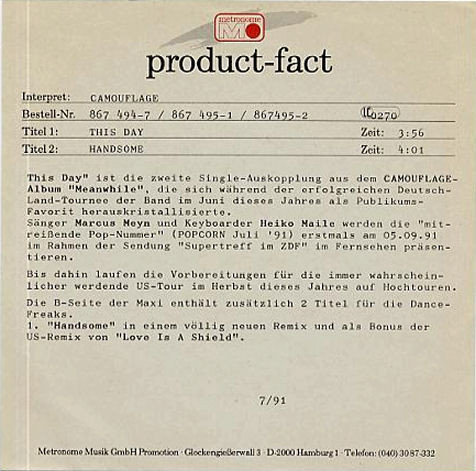 metronome
product-fact
Interpret: CAMOUFLAGE
Bestell-Nr. 867 494-7 / 867 495-1 / 867495-2 0270
Titel 1: THIS DAY Zeit: 3:56
Titel 2: HANDSOME Zeit: 4:01
This Day" ist die zweite Single-Auskopplung aus dem CAMOUFLAGE-
Album "Meanwhile", die sich während der erfolgreichen Deutsch-
Land-Tournee der Band im Juni dieses Jahres als Publikums-
Favorit herauskristallisierte.
Sänger Marcus Meyn und Keyboarder Heiko Maile werden die "mit-
reißende Pop-Nummer" (POPCORN Juli '91) erstmals am 05.09.91
im Rahmen der Sendung "Supertreff im ZDF" im Fernsehen präsen-
tieren.
Bis dahin laufen die Vorbereitungen für die immer wahrschein-
licher werdende US-Tour im Herbst dieses Jahres auf Hochtouren.
Die B-Seite der Maxi enthält zusätzlich 2 Titel für die Dance-
Freaks.
1. "Handsome" in einem völlig neuen Remix und als Bonus der
US-Remix von "Love Is A Shield".
7/91
Metronome Musik GmbH Promotion · Glockengießerwall 3 · D-2000 Hamburg 1 · Telefon: (040) 30 87-332